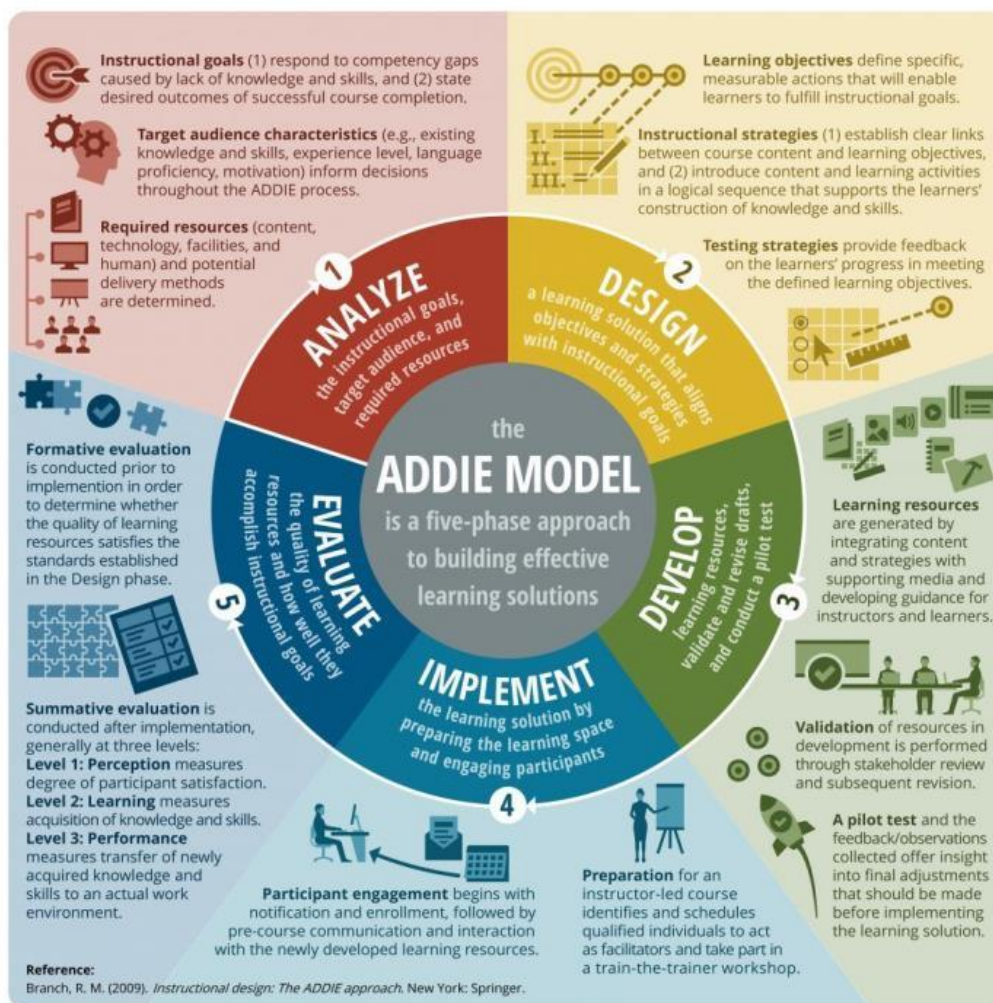 Instructional goals (1) respond to competency gaps
caused by lack of knowledge and skills, and (2) state
desired outcomes of successful course completion.
Target audience characteristics (e.g., existing
knowledge and skills, experience level, language
proficiency, motivation) inform decisions
throughout the ADDIE process.
Required resources (content,
technology, facilities, and
human) and potential
delivery methods
are determined.
1
ANALYZE
the instructional goals,
target audience, and
required resources
Learning objectives define specific,
measurable actions that will enable
learners to fulfill instructional goals.
I.
II.
III.
Instructional strategies (1) establish clear links
between course content and learning objectives,
and (2) introduce content and learning activities
in a logical sequence that supports the learners'
construction of knowledge and skills.
Testing strategies provide feedback
on the learners' progress in meeting
the defined learning objectives.
2
DESIGN
a learning solution that aligns
objectives and strategies
with instructional goals
the
ADDIE MODEL
is a five-phase approach
to building effective
learning solutions
3
DEVELOP
learning resources,
validate and revise drafts,
and conduct a pilot test
Learning resources
are generated by
integrating content
and strategies with
supporting media and
developing guidance for
instructors and learners.
Validation of resources in
development is performed
through stakeholder review
and subsequent revision.
A pilot test and the
feedback/observations
collected offer insight
into final adjustments
that should be made
before implementing
the learning solution.
4
IMPLEMENT
the learning solution by
preparing the learning space
and engaging participants
Participant engagement begins with
notification and enrollment, followed by
pre-course communication and interaction
with the newly developed learning resources.
Preparation for an
instructor-led course
identifies and schedules
qualified individuals to act
as facilitators and take part in
a train-the-trainer workshop.
5
EVALUATE
the quality of learning
resources and how well they
accomplish instructional goals
Formative evaluation
is conducted prior to
implemention in order
to determine whether
the quality of learning
resources satisfies the
standards established
in the Design phase.
Summative evaluation is
conducted after implementation,
generally at three levels:
Level 1: Perception measures
degree of participant satisfaction.
Level 2: Learning measures
acquisition of knowledge and skills.
Level 3: Performance
measures transfer of newly
acquired knowledge and
skills to an actual work
environment.
Reference:
Branch, R. M. (2009). Instructional design: The ADDIE approach. New York: Springer.